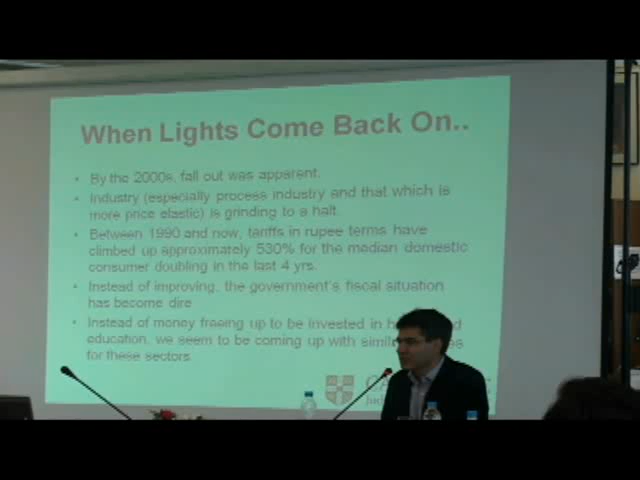 When Lights Come Back On..
• By the 2000s, fall out was apparent.
• Industry (especially process industry and that which is
more price elastic) is grinding to a halt.
• Between 1990 and now, tariffs in rupee terms have
climbed up approximately 530% for the median domestic
consumer doubling in the last 4 yrs.
• Instead of improving, the government's fiscal situation
has become dire
• Instead of money freeing up to be invested in
education, we seem to be coming up with
for these sectors